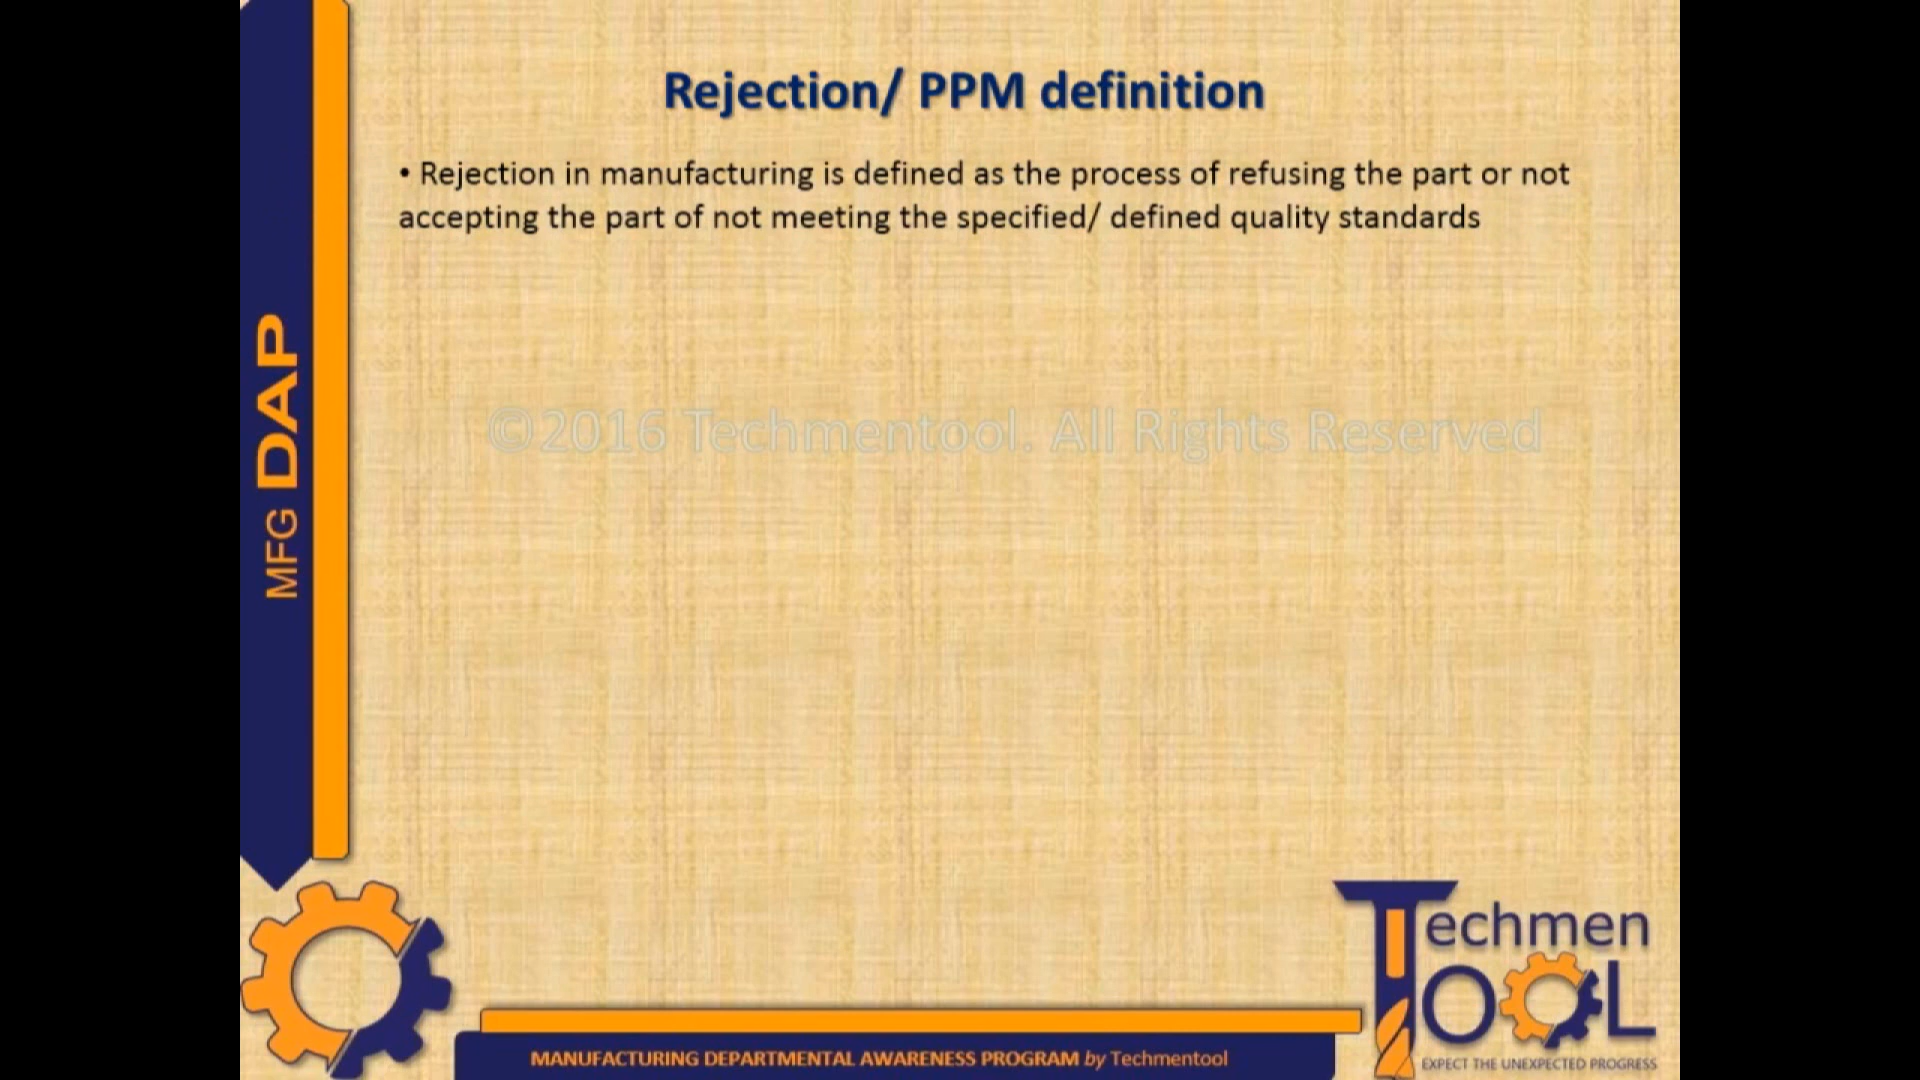 Rejection/ PPM definition
• Rejection in manufacturing is defined as the process of refusing the part or not
accepting the part of not meeting the specified/ defined quality standards
©2016 Techmentool. All Rights Reserved
MFG DAP
Techmen
TOOL
EXPECT THE UNEXPECTED PROGRESS
MANUFACTURING DEPARTMENTAL AWARENESS PROGRAM by Techmentool